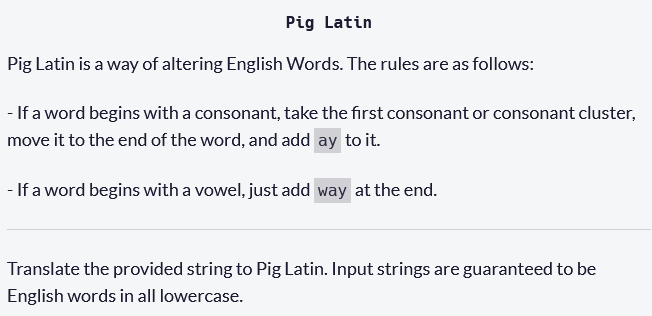 Pig Latin
Pig Latin is a way of altering English Words. The rules are as follows:
- If a word begins with a consonant, take the first consonant or consonant cluster,
move it to the end of the word, and add ay to it.
- If a word begins with a vowel, just add way at the end.
Translate the provided string to Pig Latin. Input strings are guaranteed to be
English words in all lowercase.